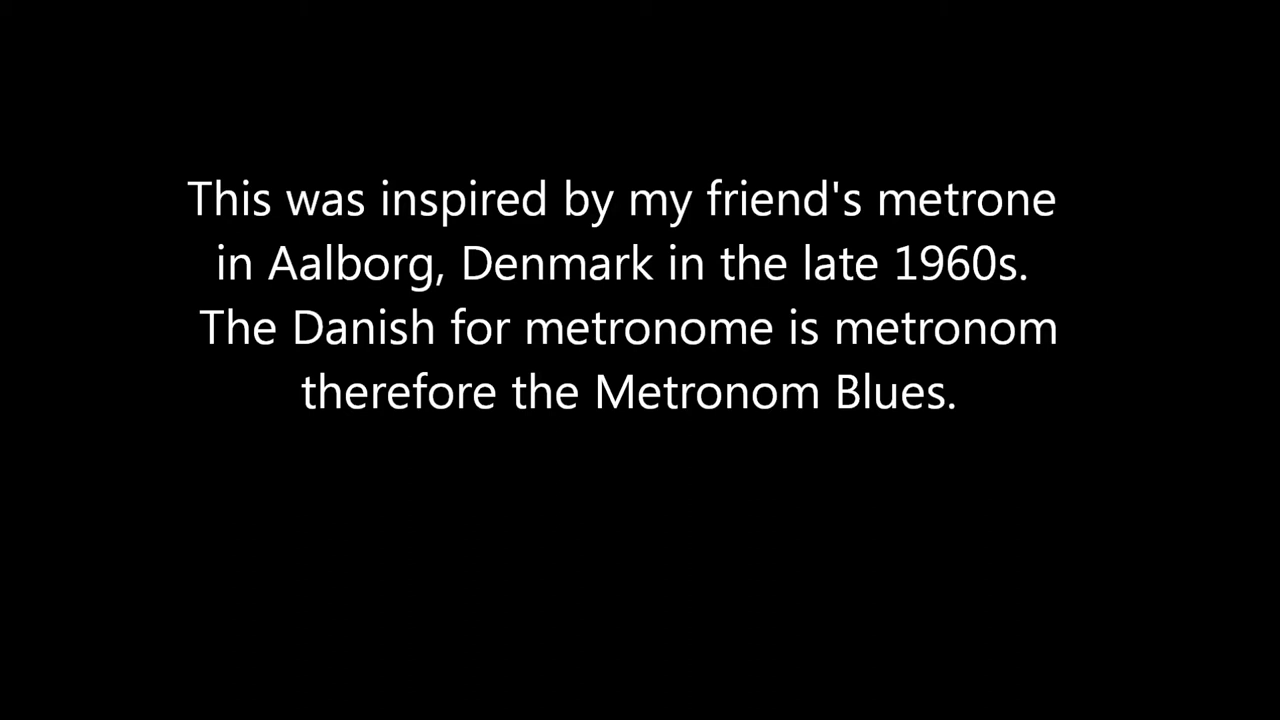 This was inspired by my friend's metrone
in Aalborg, Denmark in the late 1960s.
The Danish for metronome is metronom
therefore the Metronom Blues.